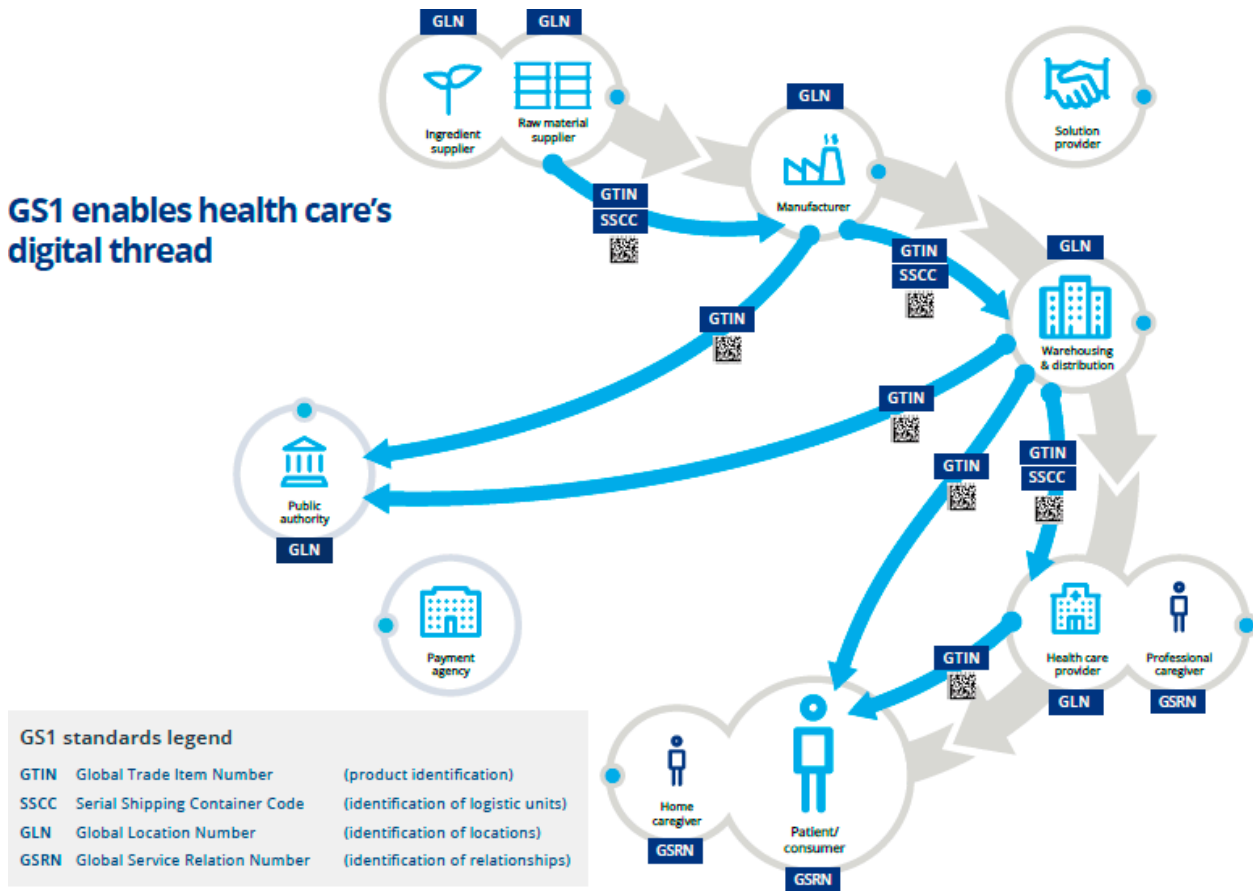 GLN
GLN
Ingredient
supplier
Raw material
supplier
GLN
Manufacturer
Solution
provider
GS1 enables health care's
digital thread
GTIN
SSCC
GTIN
SSCC
GLN
Warehousing
& distribution
GTIN
GTIN
GTIN
GTIN
SSCC
Public
authority
GLN
Payment
agency
GTIN
Health care
provider
GLN
Professional
caregiver
GSRN
Home
caregiver
GSRN
Patient/
consumer
GSRN
GS1 standards legend
GTIN Global Trade Item Number (product identification)
SSCC Serial Shipping Container Code (identification of logistic units)
GLN Global Location Number (identification of locations)
GSRN Global Service Relation Number (identification of relationships)